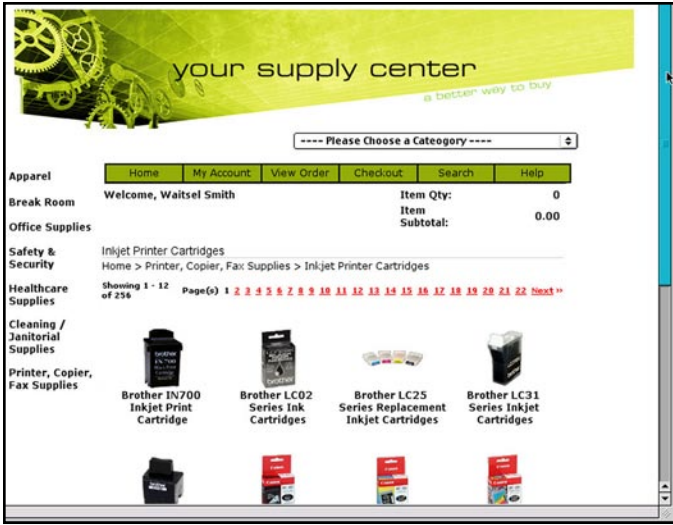 your supply center
a better way to buy
---- Please Choose a Cateogory ----
Apparel
Break Room
Office Supplies
Safety &
Security
Healthcare
Supplies
Cleaning /
Janitorial
Supplies
Printer, Copier,
Fax Supplies
Home My Account View Order Checkout Search Help
Welcome, Waitsel Smith
Item Qty: 0
Item
Subtotal: 0.00
Inkjet Printer Cartridges
Home > Printer, Copier, Fax Supplies > Inkjet Printer Cartridges
Showing 1 - 12
of 256
Page(s) 1 2 3 4 5 6 7 8 9 10 11 12 13 14 15 16 17 18 19 20 21 22 Next »
brother
brother
Brother IN700
Inkjet Print
Cartridge
Brother LC02
Series Ink
Cartridges
Brother LC25
Series Replacement
Inkjet Cartridges
Brother LC31
Series Inkjet
Cartridges
Canon
Canon
Canon